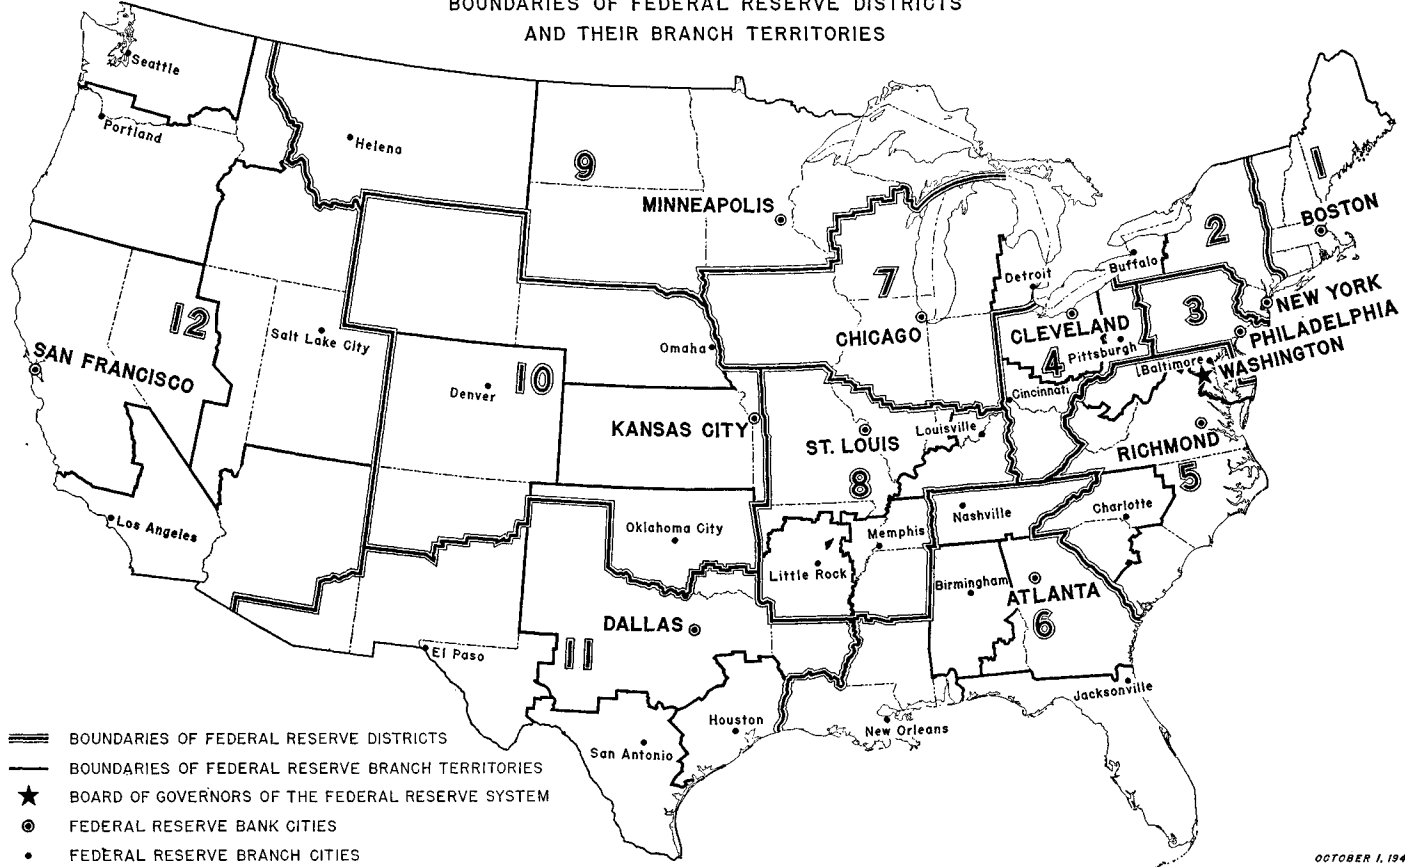 BOUNDARIES OF FEDERAL RESERVE DISTRICTS
AND THEIR BRANCH TERRITORIES
Seattle
Portland
Helena
9
MINNEAPOLIS
1
BOSTON
2
Buffalo
Detroit
7
12
SAN FRANCISCO
Salt Lake City
Omaha
CHICAGO
CLEVELAND
4
Pittsburgh
3
NEW YORK
PHILADELPHIA
WASHINGTON
Baltimore
Cincinnati
Denver
10
KANSAS CITY
ST. LOUIS
Louisville
8
RICHMOND
5
Los Angeles
Oklahoma City
Memphis
Nashville
Charlotte
Little Rock
Birmingham
ATLANTA
6
DALLAS
11
El Paso
Houston
San Antonio
New Orleans
Jacksonville
BOUNDARIES OF FEDERAL RESERVE DISTRICTS
BOUNDARIES OF FEDERAL RESERVE BRANCH TERRITORIES
BOARD OF GOVERNORS OF THE FEDERAL RESERVE SYSTEM
FEDERAL RESERVE BANK CITIES
FEDERAL RESERVE BRANCH CITIES
OCTOBER 1, 194